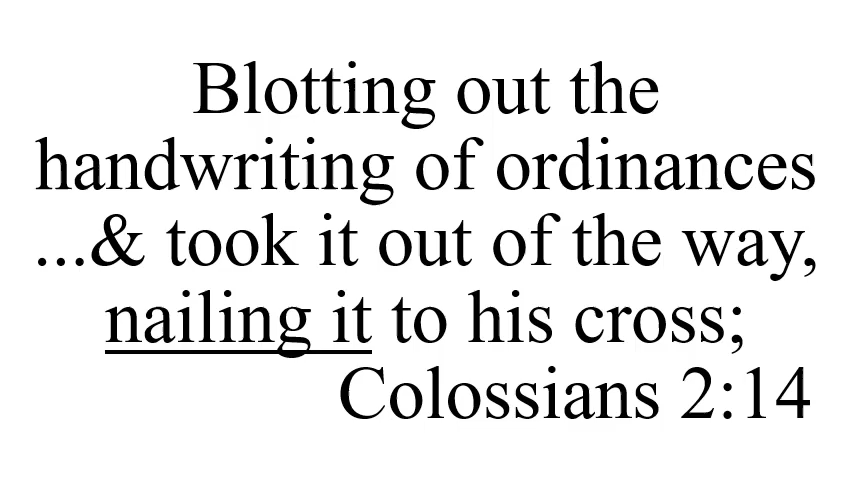 Blotting out the
handwriting of ordinances
...& took it out of the way,
nailing it to his cross;
Colossians 2:14